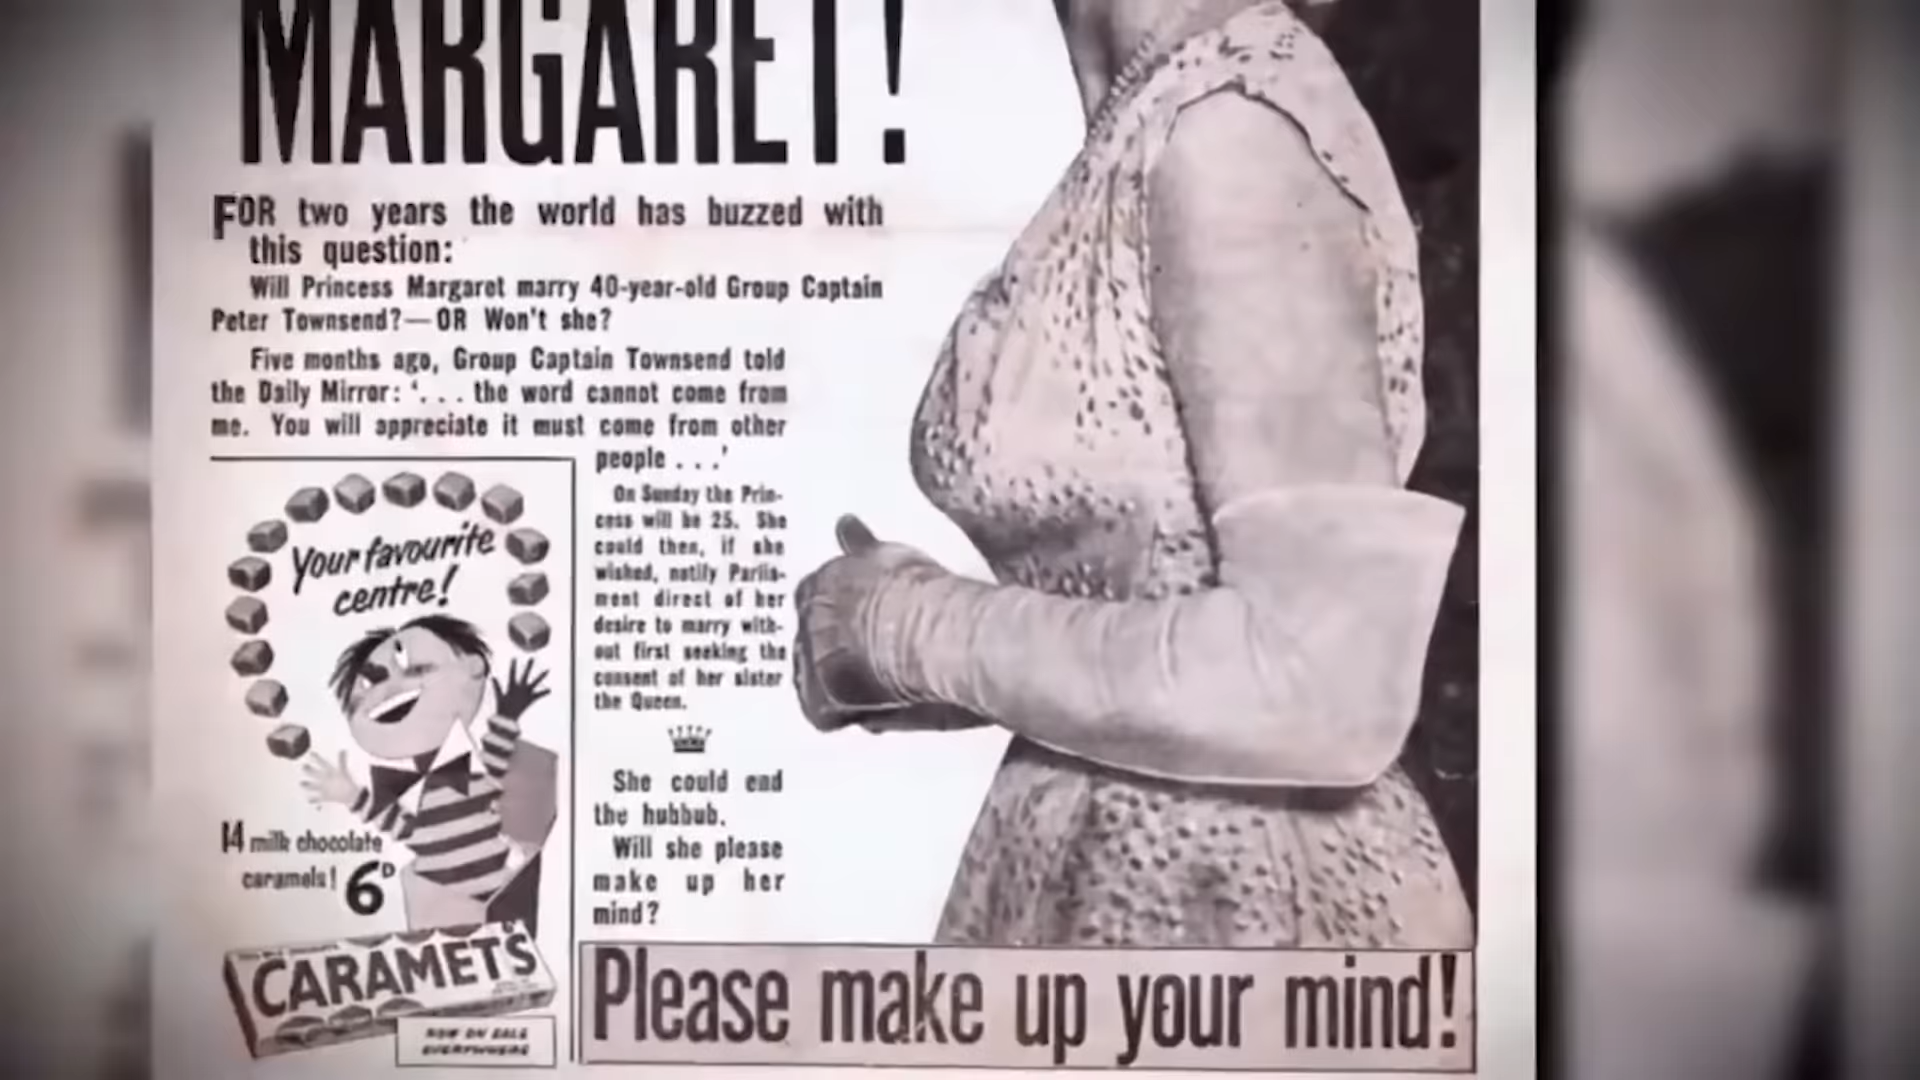 MARGARET!
FOR two years the world has buzzed with
this question:
Will Princess Margaret marry 40-year-old Group Captain
Peter Townsend?—OR Won't she?
Five months ago, Group Captain Townsend told
the Daily Mirror: '. . . the word cannot come from
me. You will appreciate it must come from other
people . . .'
On Sunday the Prin-
cess will be 25. She
could then, if she
wished, notify Parlia-
ment direct of her
desire to marry with-
out first seeking the
consent of her sister
the Queen.
She could end
the hubbub.
Will she please
make up her
mind?
Please make up your mind!
Your favourite
centre!
14 milk chocolate
caramels! 6D
CARAMETS
NOW ON SALE
EVERYWHERE